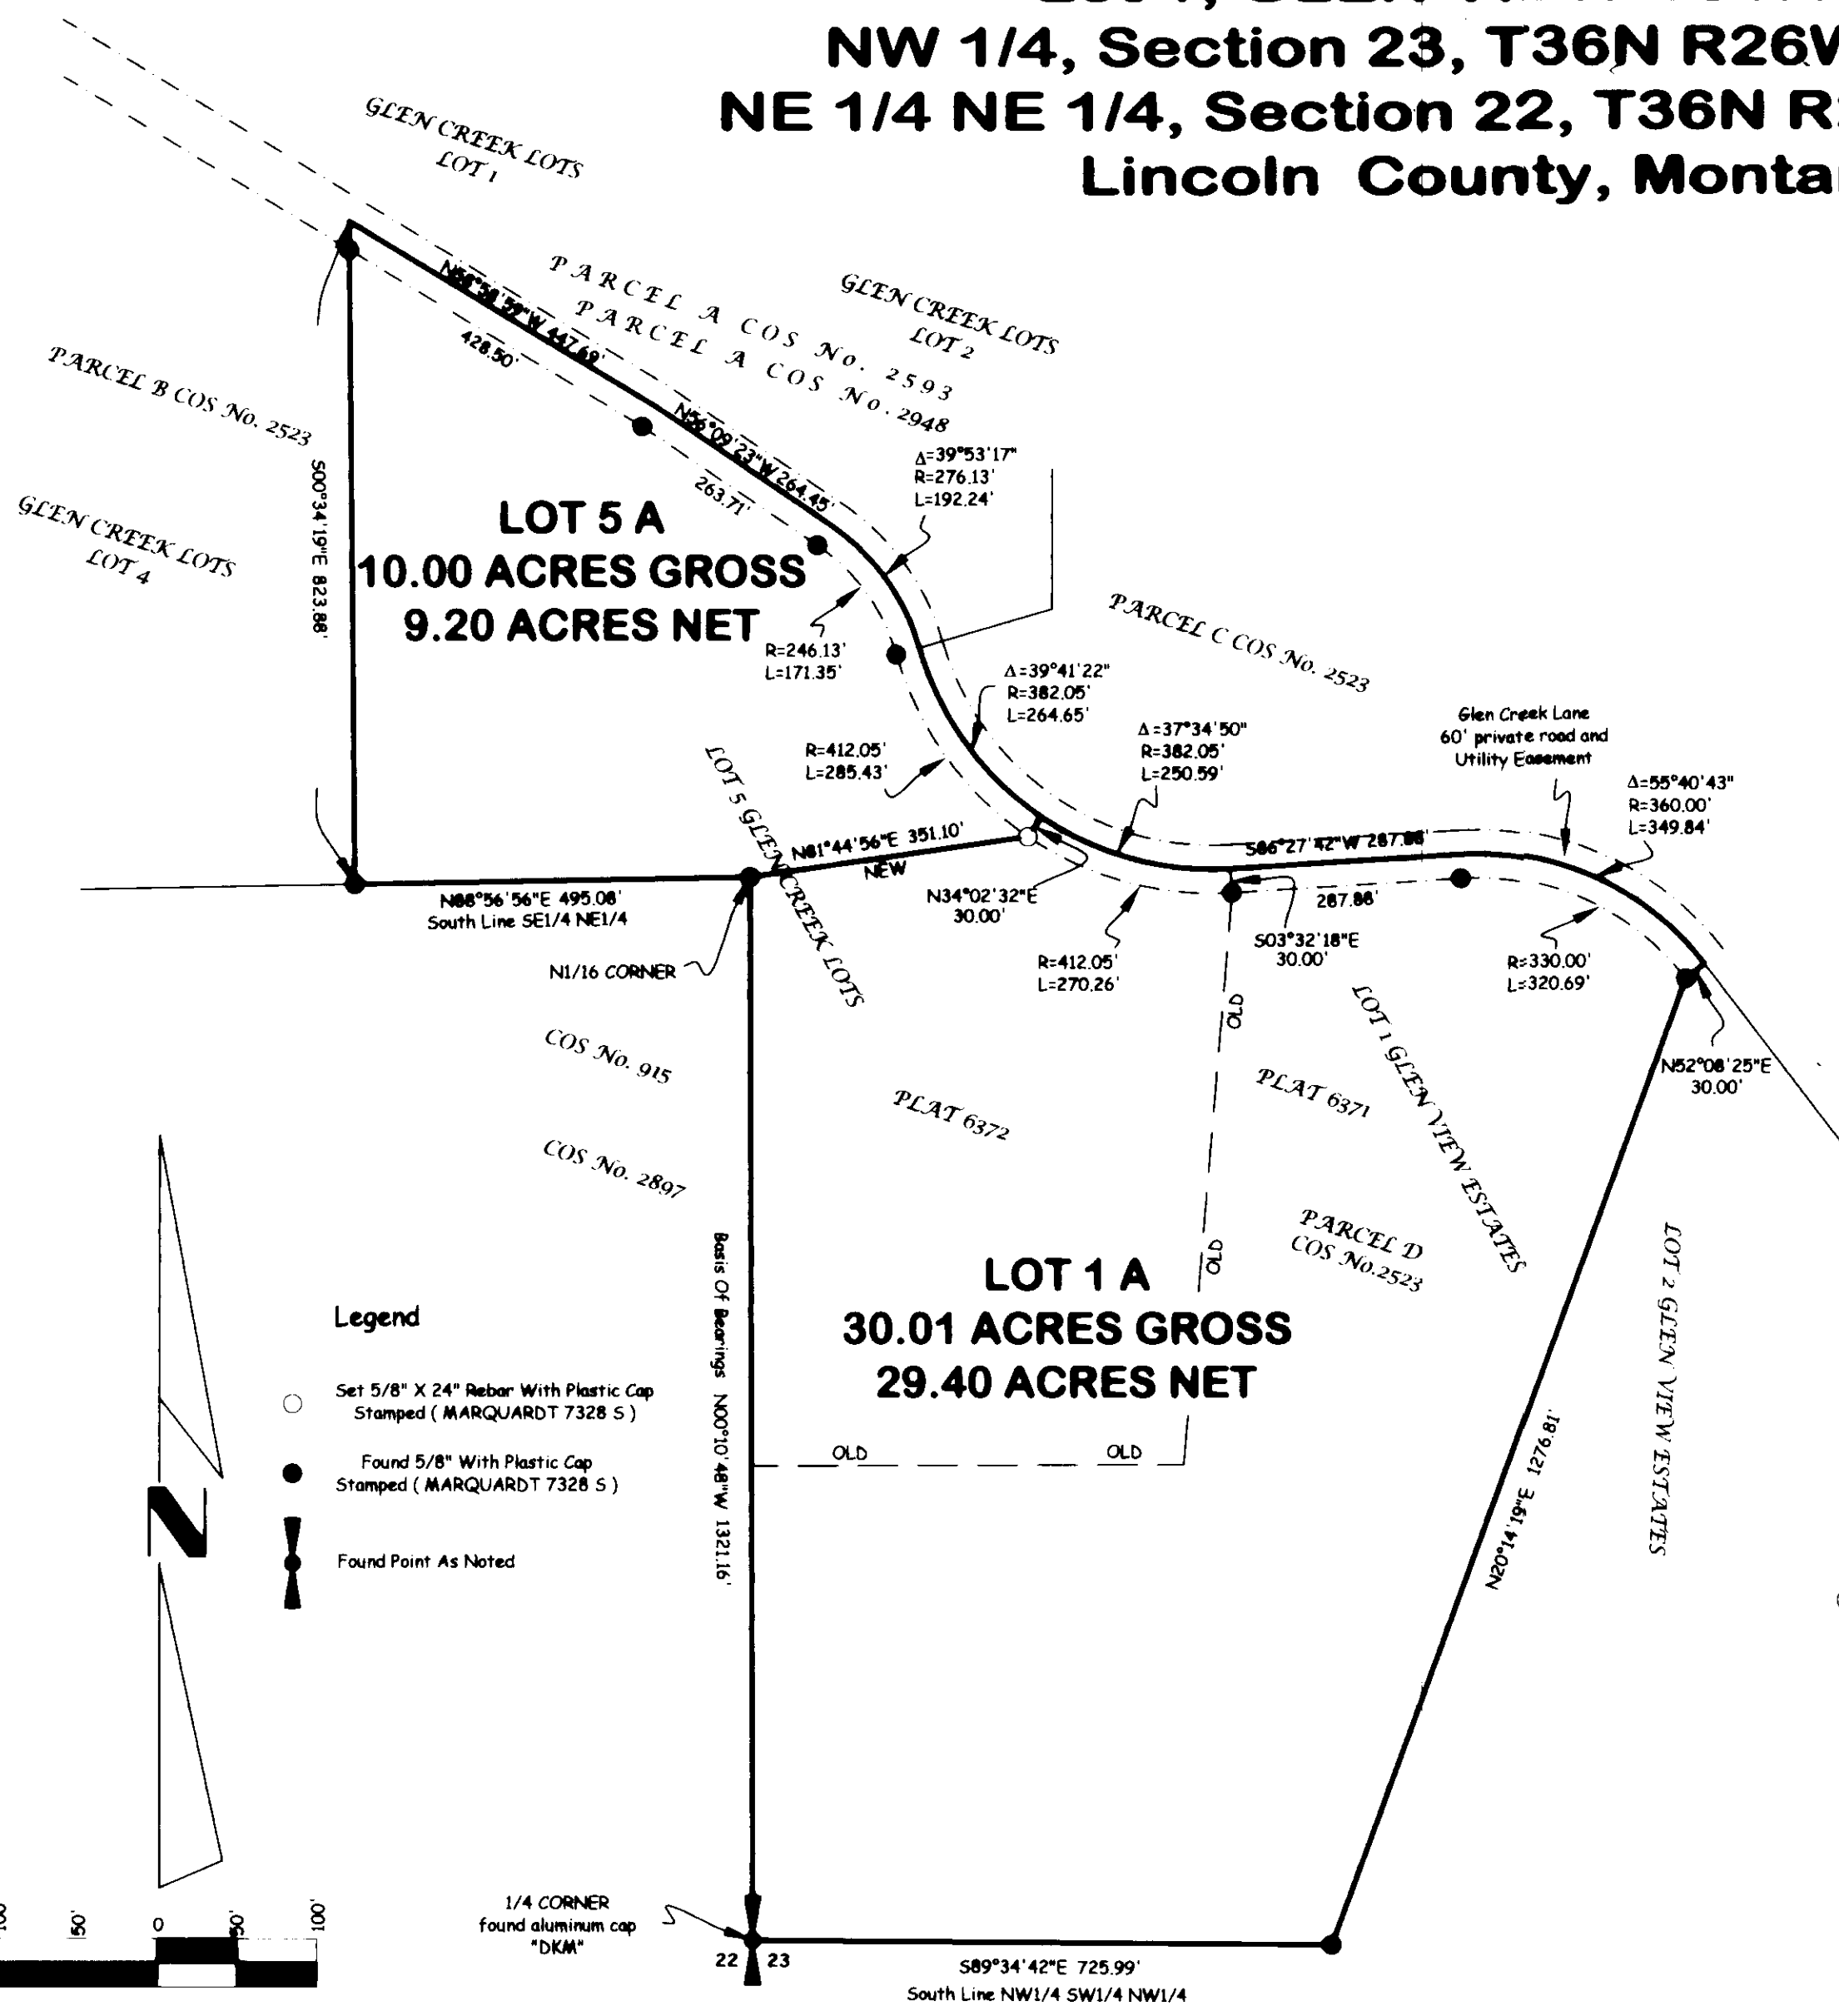 NW 1/4, Section 23, T36N R26W
NE 1/4 NE 1/4, Section 22, T36N
Lincoln County,
GLEN CREEK LOTS
LOT 1
PARCEL A COS No. 2593
PARCEL A COS No. 2948
GLEN CREEK LOTS
LOT 2
N58°58'59"W 447.69'
428.50'
PARCEL B COS No. 2523
N56°09'23"W 264.45'
263.71'
Δ=39°53'17"
R=276.13'
L=192.24'
S00°34'19"E 823.88'
GLEN CREEK LOTS
LOT 4
LOT 5 A
10.00 ACRES GROSS
9.20 ACRES NET
PARCEL C COS No. 2523
R=246.13'
L=171.35'
Δ=39°41'22"
R=382.05'
L=264.65'
R=412.05'
L=285.43'
Δ=37°34'50"
R=382.05'
L=250.59'
Glen Creek Lane
60' private road and
Utility Easement
Δ=55°40'43"
R=360.00'
L=349.84'
LOT 5 GLEN CREEK LOTS
N81°44'56"E 351.10'
NEW
S86°27'42"W 287.88'
287.88'
N88°56'56"E 495.08'
South Line SE1/4 NE1/4
N34°02'32"E
30.00'
S03°32'18"E
30.00'
N1/16 CORNER
R=412.05'
L=270.26'
R=330.00'
L=320.69'
N52°08'25"E
30.00'
OLD
LOT 1 GLEN VIEW ESTATES
COS No. 915
PLAT 6372
PLAT 6371
COS No. 2897
PARCEL D
COS No.2523
OLD
LOT 2 GLEN VIEW ESTATES
Basis Of Bearings N00°10'48"W 1321.16'
LOT 1 A
30.01 ACRES GROSS
29.40 ACRES NET
Legend
Set 5/8" X 24" Rebar With Plastic Cap
Stamped ( MARQUARDT 7328 S )
Found 5/8" With Plastic Cap
Stamped ( MARQUARDT 7328 S )
Found Point As Noted
OLD OLD
N20°14'19"E 1276.81'
N
1/4 CORNER
found aluminum cap
"DKM"
50' 0 50' 100'
22 23
S89°34'42"E 725.99'
South Line NW1/4 SW1/4 NW1/4